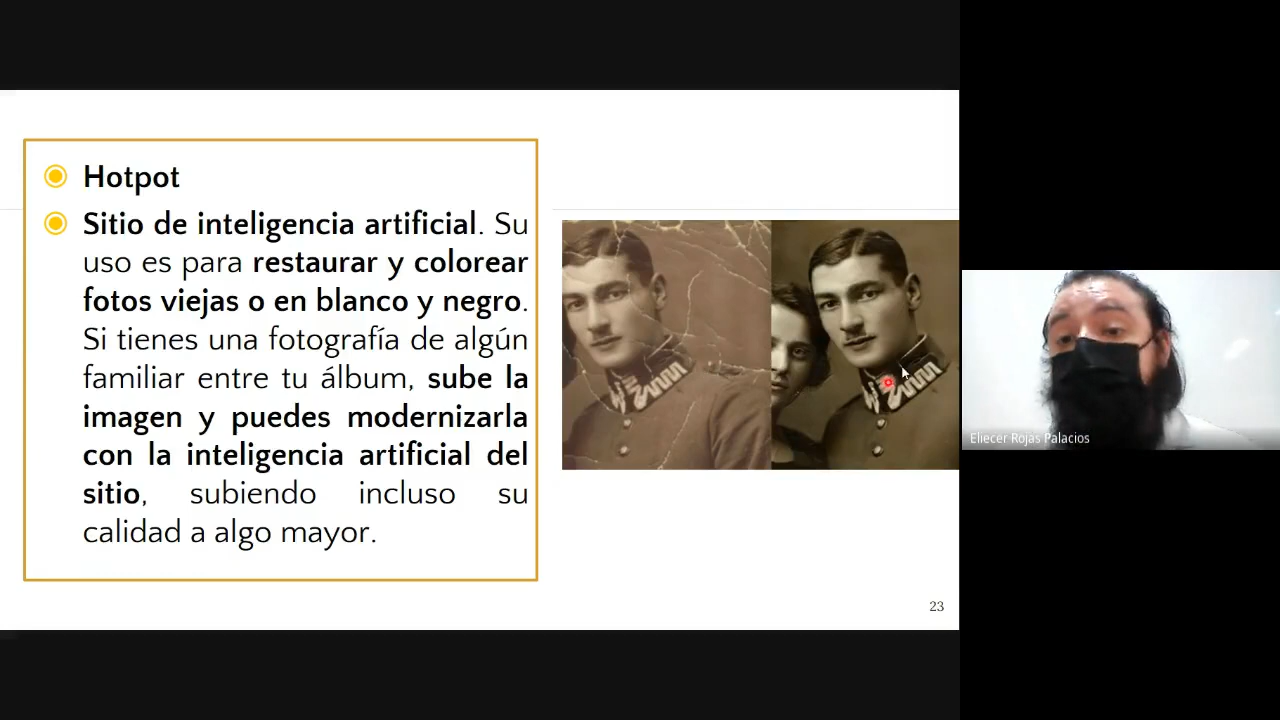 Hotpot
Sitio de inteligencia artificial. Su
uso es para restaurar y colorear
fotos viejas o en blanco y negro.
Si tienes una fotografía de algún
familiar entre tu álbum, sube la
imagen y puedes modernizarla
con la inteligencia artificial del
sitio, subiendo incluso su
calidad a algo mayor.
23
Eliecer Rojas Palacios